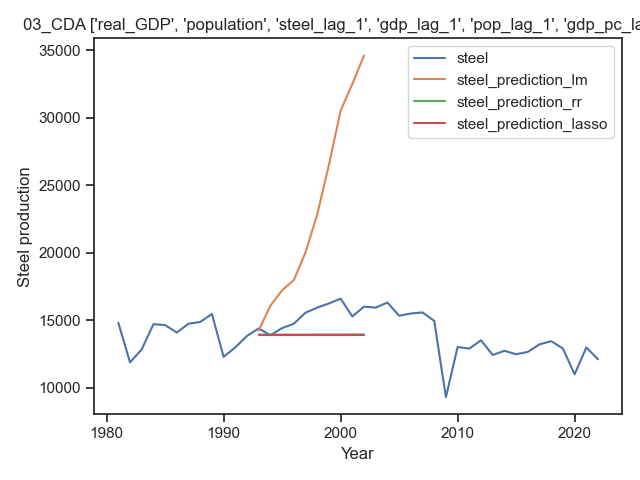 03_CDA ['real_GDP', 'population', 'steel_lag_1', 'gdp_lag_1', 'pop_lag_1', 'gdp_pc_la
steel
steel_prediction_lm
steel_prediction_rr
steel_prediction_lasso
35000
30000
25000
20000
15000
10000
Steel production
1980
1990
2000
2010
2020
Year